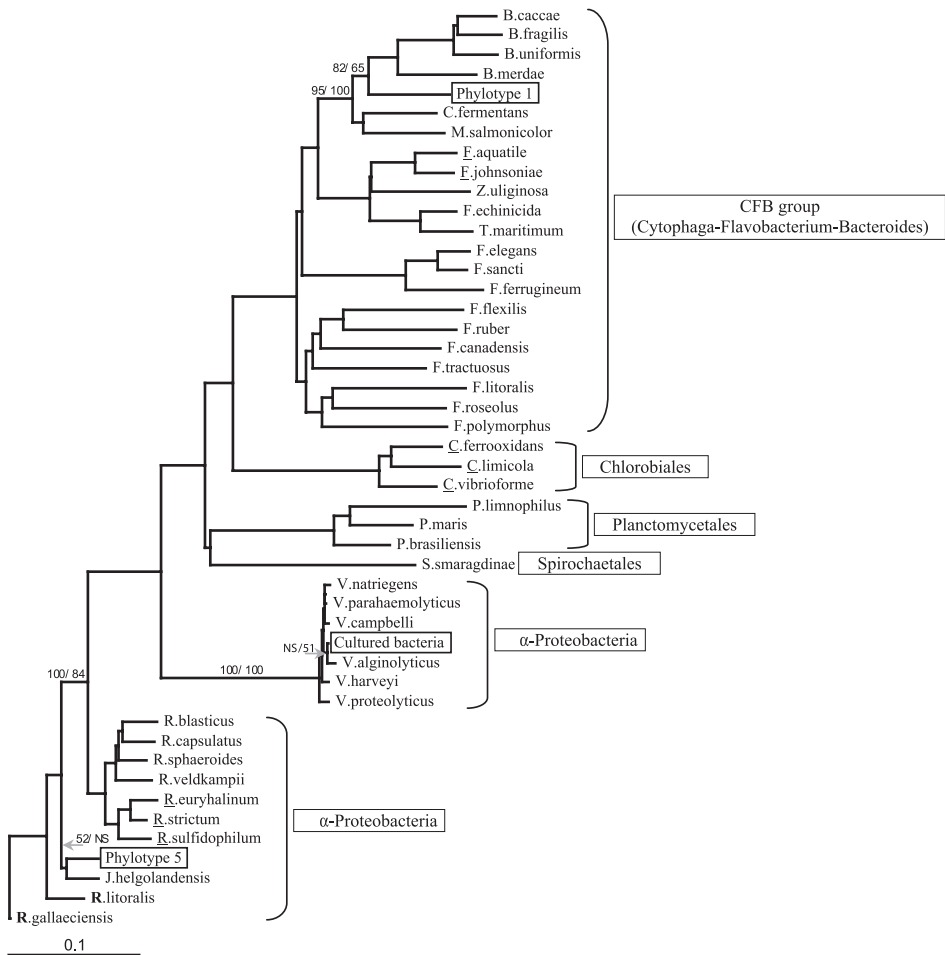 B.caccae
B.fragilis
B.uniformis
82/ 65
B.merdae
95/ 100
Phylotype 1
C.fermentans
M.salmonicolor
F.aquatile
F.johnsoniae
Z.uliginosa
CFB group
(Cytophaga-Flavobacterium-Bacteroides)
F.echinicida
T.maritimum
F.elegans
F.sancti
F.ferrugineum
F.flexilis
F.ruber
F.canadensis
F.tractuosus
F.litoralis
F.roseolus
F.polymorphus
C.ferrooxidans
C.limicola
Chlorobiales
C.vibrioforme
P.limnophilus
P.maris
Planctomycetales
P.brasiliensis
S.smaragdinae
Spirochaetales
V.natriegens
V.parahaemolyticus
V.campbelli
Cultured bacteria
α-Proteobacteria
NS/51
V.alginolyticus
100/ 100
V.harveyi
V.proteolyticus
100/ 84
R.blasticus
R.capsulatus
R.sphaeroides
R.veldkampii
R.euryhalinum
R.strictum
α-Proteobacteria
R.sulfidophilum
52/ NS
Phylotype 5
J.helgolandensis
R.litoralis
R.gallaeciensis
0.1